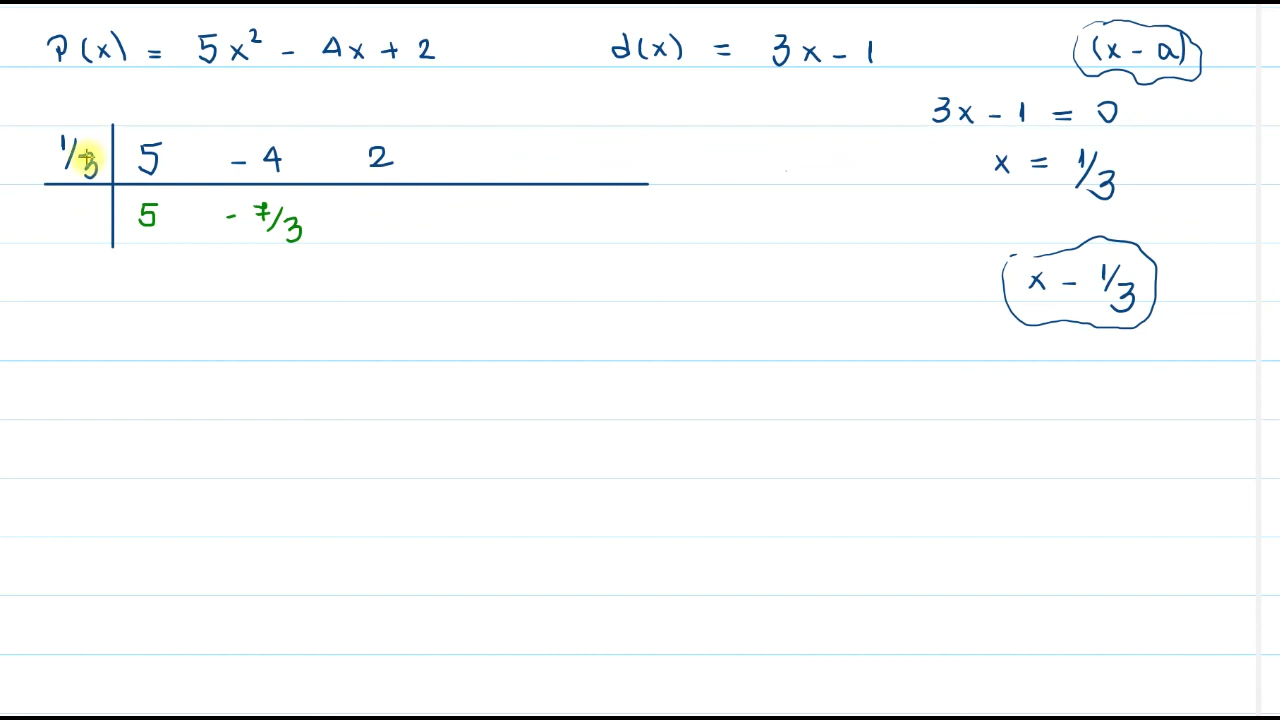 P(x) = 5x² - 4x + 2 d(x) = 3x - 1 (x - a)
3x - 1 = 0
1/3 5 - 4 2 x = 1/3
5 - 7/3
x - 1/3